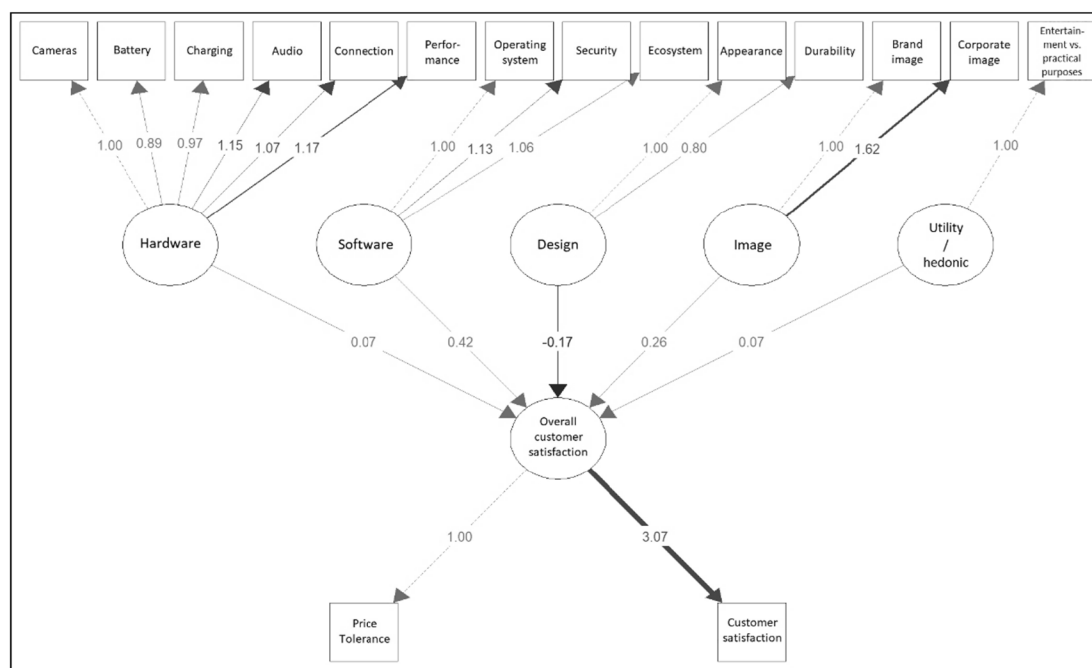 Cameras
Battery
Charging
Audio
Connection
Perfor-
mance
Operating
system
Security
Ecosystem
Appearance
Durability
Brand
image
Corporate
image
Entertain-
ment vs.
practical
purposes
1.00
0.89
0.97
1.15
1.07
1.17
1.00
1.13
1.06
1.00
0.80
1.00
1.62
1.00
Hardware
Software
Design
Image
Utility
/
hedonic
0.07
0.42
-0.17
0.26
0.07
Overall
customer
satisfaction
1.00
3.07
Price
Tolerance
Customer
satisfaction